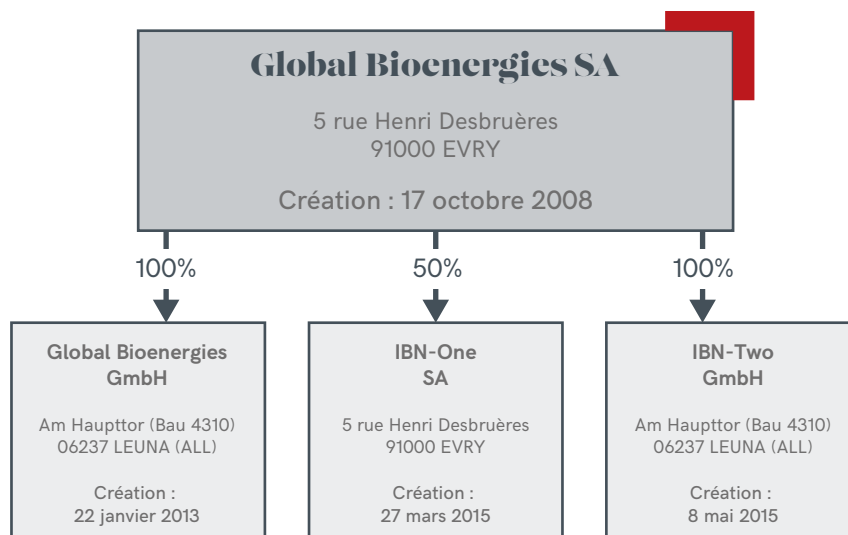 Global Bioenergies SA
5 rue Henri Desbruères
91000 EVRY
Création : 17 octobre 2008
100%
50%
100%
Global Bioenergies
GmbH
Am Haupttor (Bau 4310)
06237 LEUNA (ALL)
Création :
22 janvier 2013
IBN-One
SA
5 rue Henri Desbruères
91000 EVRY
Création :
27 mars 2015
IBN-Two
GmbH
Am Haupttor (Bau 4310)
06237 LEUNA (ALL)
Création :
8 mai 2015